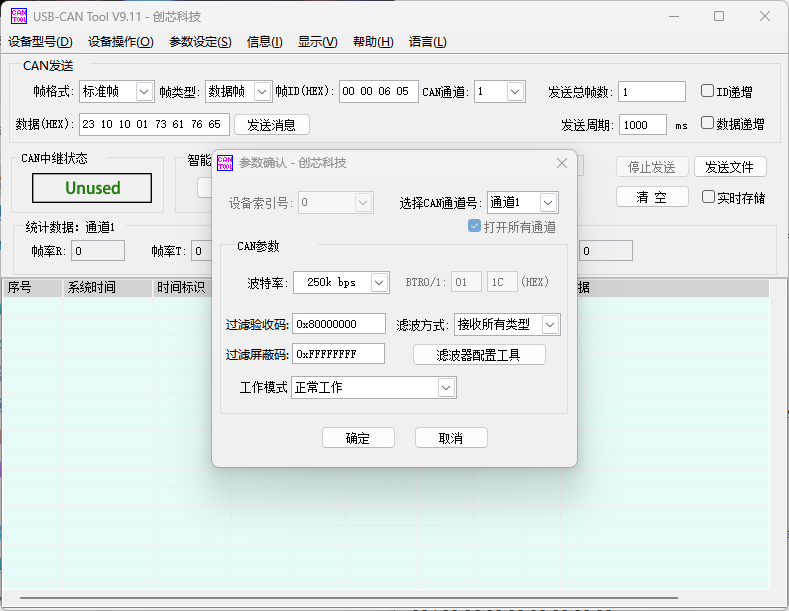 USB-CAN Tool V9.11 - 创芯科技
设备型号(D) 设备操作(O) 参数设定(S) 信息(I) 显示(V) 帮助(H) 语言(L)
CAN发送
帧格式: 标准帧 帧类型: 数据帧 帧ID(HEX): 00 00 06 05 CAN通道: 1 发送总帧数: 1 ID递增
数据(HEX): 23 10 10 01 73 61 76 65 发送消息 发送周期: 1000 ms 数据递增
CAN中继状态 智能
Unused
停止发送 发送文件
清 空 实时存储
统计数据: 通道1
帧率R: 0 帧率T: 0 0
序号 系统时间 时间标识 据
参数确认 - 创芯科技
设备索引号: 0 选择CAN通道号: 通道1
打开所有通道
CAN参数
波特率: 250k bps BTR0/1: 01 1C (HEX)
过滤验收码: 0x80000000 滤波方式: 接收所有类型
过滤屏蔽码: 0xFFFFFFFF 滤波器配置工具
工作模式 正常工作
确定 取消